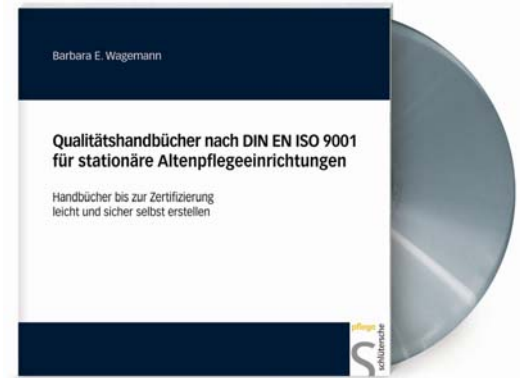 Barbara E. Wagemann
Qualitätshandbücher nach DIN EN ISO 9001
für stationäre Altenpflegeeinrichtungen
Handbücher bis zur Zertifizierung
leicht und sicher selbst erstellen
pflege
schlütersche